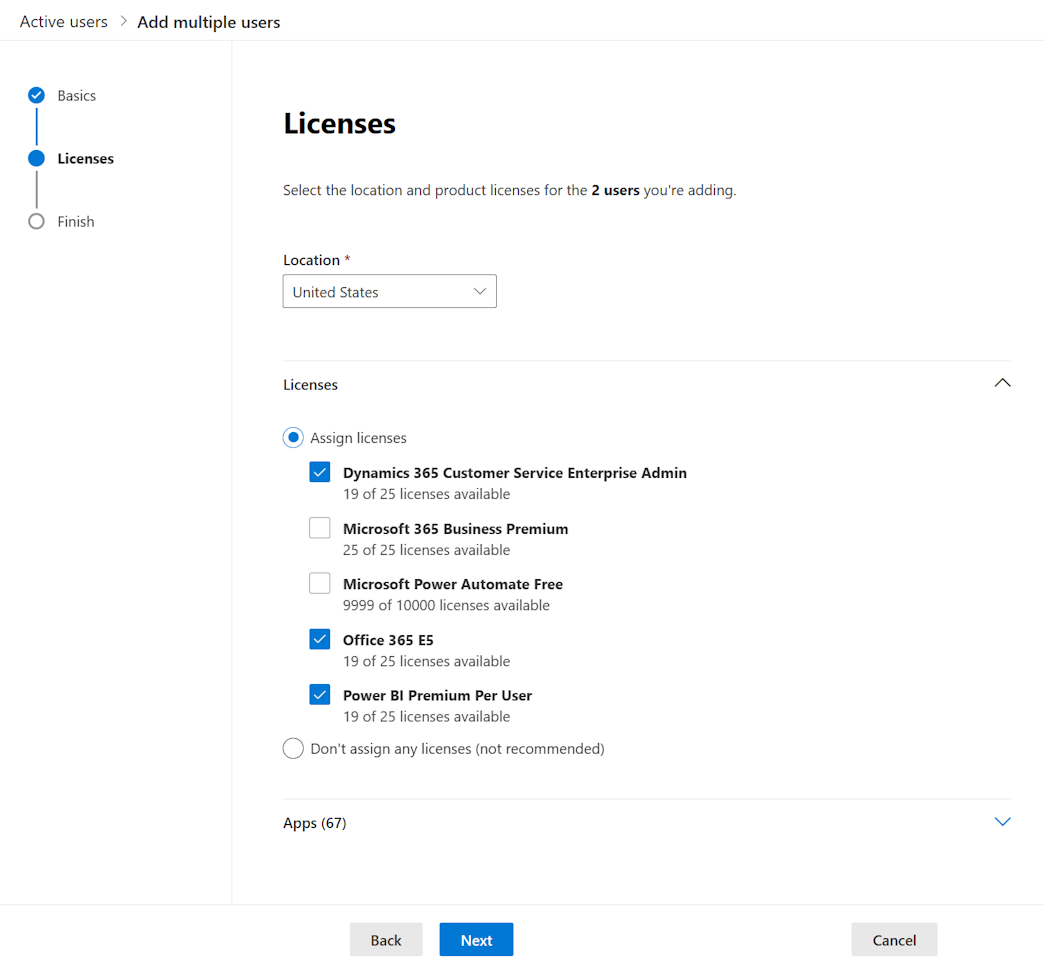 Active users > Add multiple users
Basics
Licenses
Finish
Licenses
Select the location and product licenses for the 2 users you're adding.
Location *
United States
Licenses
Assign licenses
Dynamics 365 Customer Service Enterprise Admin
19 of 25 licenses available
Microsoft 365 Business Premium
25 of 25 licenses available
Microsoft Power Automate Free
9999 of 10000 licenses available
Office 365 E5
19 of 25 licenses available
Power BI Premium Per User
19 of 25 licenses available
Don't assign any licenses (not recommended)
Apps (67)
Back Next Cancel